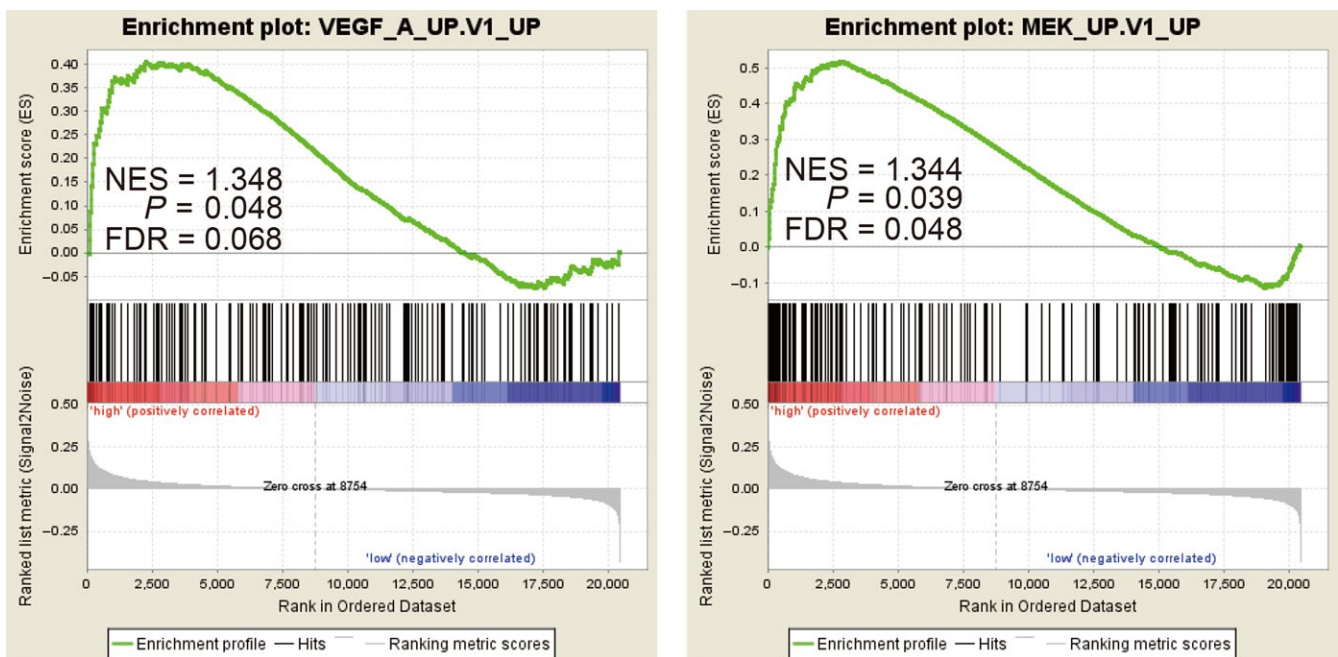 Enrichment plot: VEGF_A_UP.V1_UP
Enrichment score (ES)
0.40
0.35
0.30
0.25
0.20
0.15
0.10
0.05
0.00
–0.05
NES = 1.348
P = 0.048
FDR = 0.068
Ranked list metric (Signal2Noise)
0.50
0.25
0.00
–0.25
'high' (positively correlated)
Zero cross at 8754
'low' (negatively correlated)
0 2,500 5,000 7,500 10,000 12,500 15,000 17,500 20,000
Rank in Ordered Dataset
Enrichment profile Hits Ranking metric scores
Enrichment plot: MEK_UP.V1_UP
Enrichment score (ES)
0.5
0.4
0.3
0.2
0.1
0.0
–0.1
NES = 1.344
P = 0.039
FDR = 0.048
Ranked list metric (Signal2Noise)
0.50
0.25
0.00
–0.25
'high' (positively correlated)
Zero cross at 8754
'low' (negatively correlated)
0 2,500 5,000 7,500 10,000 12,500 15,000 17,500 20,000
Rank in Ordered Dataset
Enrichment profile Hits Ranking metric scores